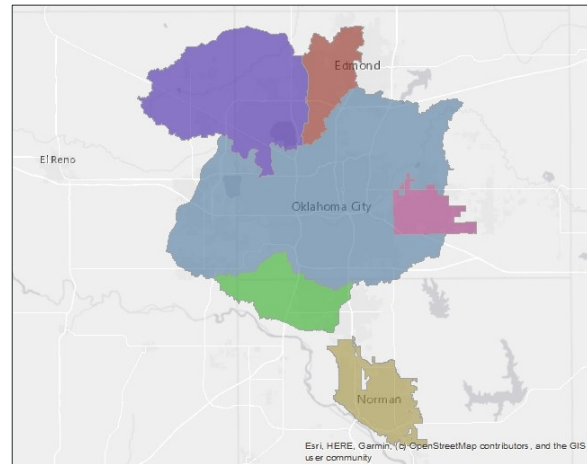 Edmond
El Reno
Oklahoma City
Norman
Esri, HERE, Garmin, (c) OpenStreetMap contributors, and the GIS
user community